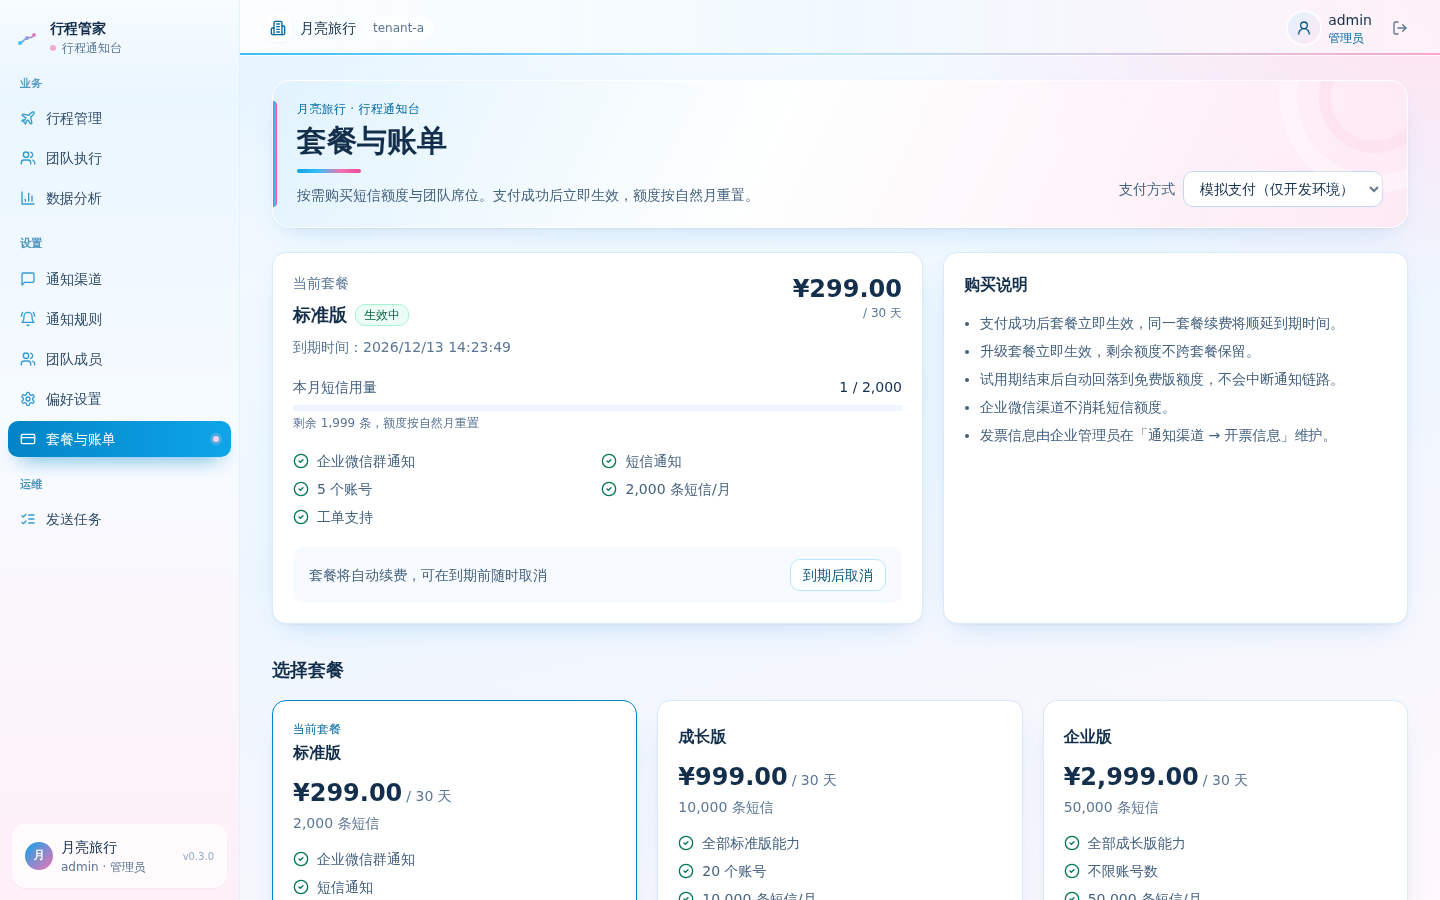 行程管家
行程通知台
业务
行程管理
团队执行
数据分析
设置
通知渠道
通知规则
团队成员
偏好设置
套餐与账单
运维
发送任务
月
月亮旅行
admin · 管理员
v0.3.0
月亮旅行 tenant-a
admin
管理员
月亮旅行 · 行程通知台
套餐与账单
按需购买短信额度与团队席位。支付成功后立即生效，额度按自然月重置。
支付方式 模拟支付（仅开发环境）
当前套餐
标准版 生效中
¥299.00
/ 30 天
到期时间：2026/12/13 14:23:49
本月短信用量 1 / 2,000
剩余 1,999 条，额度按自然月重置
企业微信群通知 短信通知
5 个账号 2,000 条短信/月
工单支持
套餐将自动续费，可在到期前随时取消 到期后取消
购买说明
• 支付成功后套餐立即生效，同一套餐续费将顺延到期时间。
• 升级套餐立即生效，剩余额度不跨套餐保留。
• 试用期结束后自动回落到免费版额度，不会中断通知链路。
• 企业微信渠道不消耗短信额度。
• 发票信息由企业管理员在「通知渠道 → 开票信息」维护。
选择套餐
当前套餐
标准版
¥299.00 / 30 天
2,000 条短信
企业微信群通知
短信通知
成长版
¥999.00 / 30 天
10,000 条短信
全部标准版能力
20 个账号
10,000 条短信/月
企业版
¥2,999.00 / 30 天
50,000 条短信
全部成长版能力
不限账号数
50,000 条短信/月